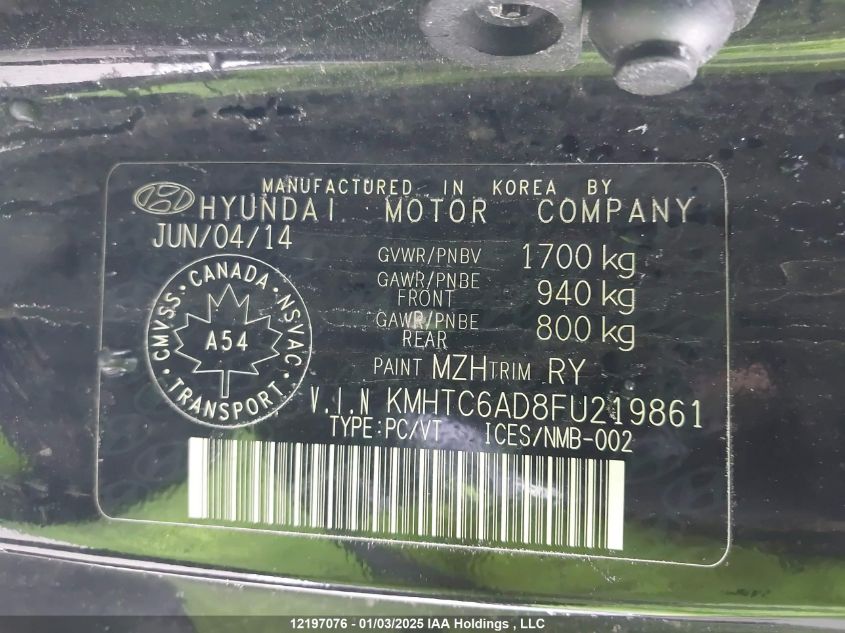 MANUFACTURED IN KOREA BY
HYUNDAI MOTOR COMPANY
JUN/04/14
GVWR/PNBV 1700 kg
GAWR/PNBE FRONT 940 kg
GAWR/PNBE REAR 800 kg
CANADA • NSVAC • TRANSPORT • CMVSS •
A54
PAINT MZH TRIM RY
V.I.N KMHTC6AD8FU219861
TYPE:PC/VT ICES/NMB-002
12197076 - 01/03/2025 IAA Holdings , LLC